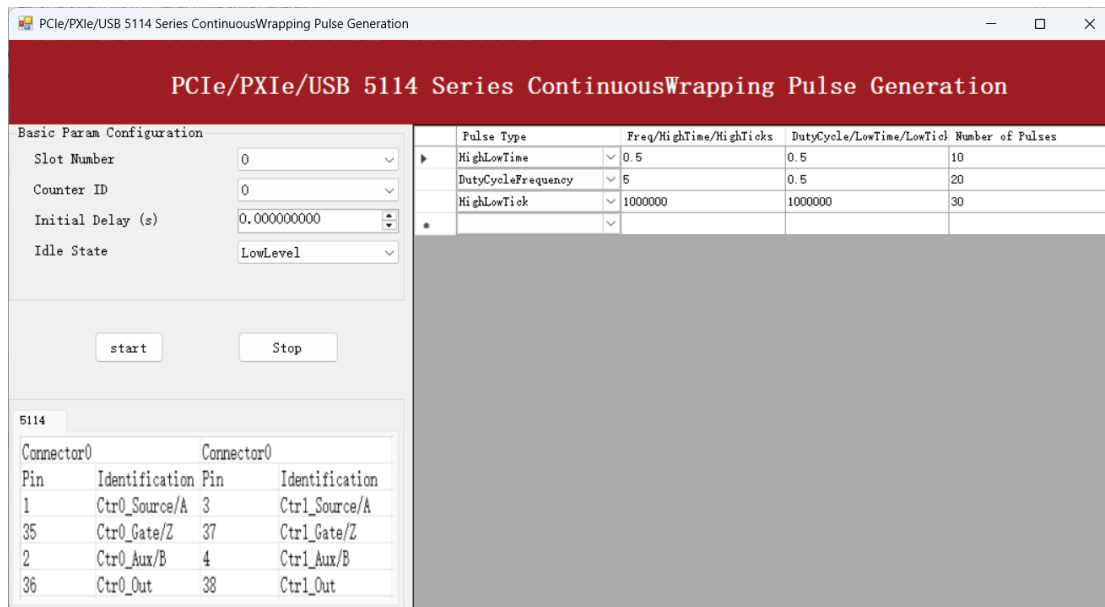 PCIe/PXIe/USB 5114 Series ContinuousWrapping Pulse Generation
PCIe/PXIe/USB 5114 Series ContinuousWrapping Pulse Generation
Basic Param Configuration
Slot Number 0
Counter ID 0
Initial Delay (s) 0.000000000
Idle State LowLevel
start Stop
5114
Connector0 Connector0
Pin Identification Pin Identification
1 Ctr0_Source/A 3 Ctr1_Source/A
35 Ctr0_Gate/Z 37 Ctr1_Gate/Z
2 Ctr0_Aux/B 4 Ctr1_Aux/B
36 Ctr0_Out 38 Ctr1_Out
Pulse Type Freq/HighTime/HighTicks DutyCycle/LowTime/LowTick Number of Pulses
HighLowTime 0.5 0.5 10
DutyCycleFrequency 5 0.5 20
HighLowTick 1000000 1000000 30